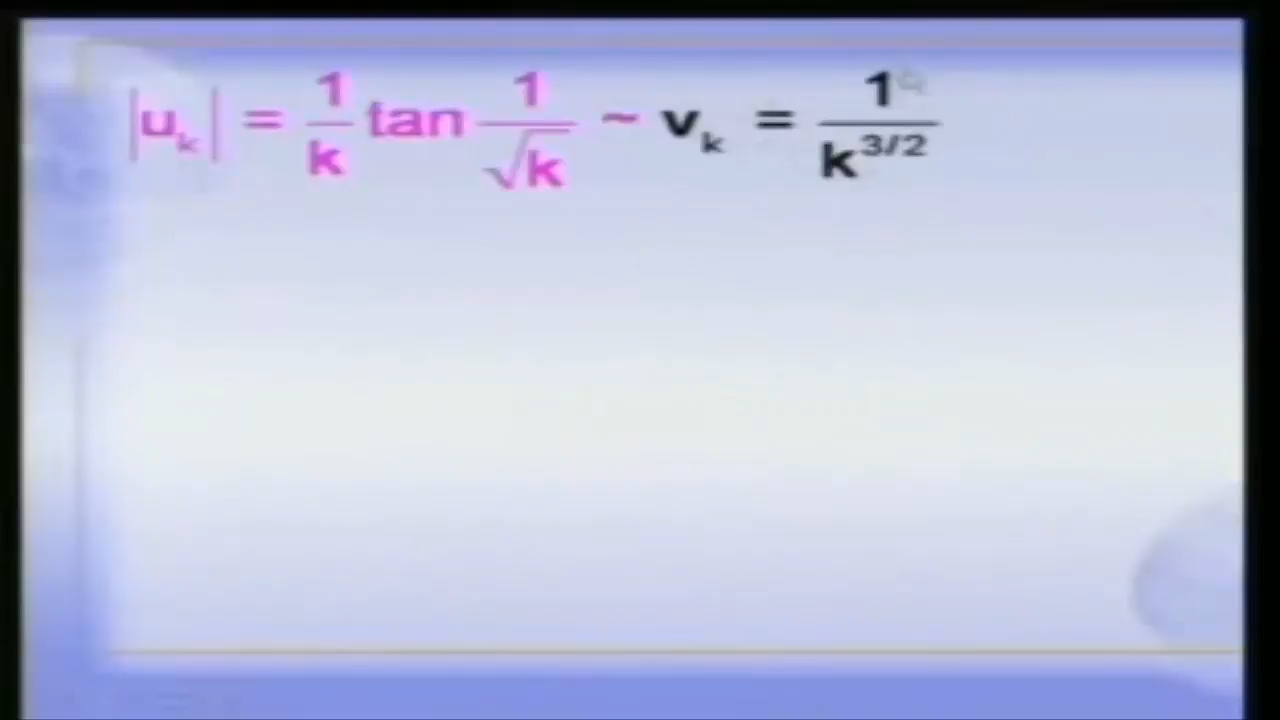 |u_k| = 1/k tan 1/√k ~ v_k = 1/k^{3/2}